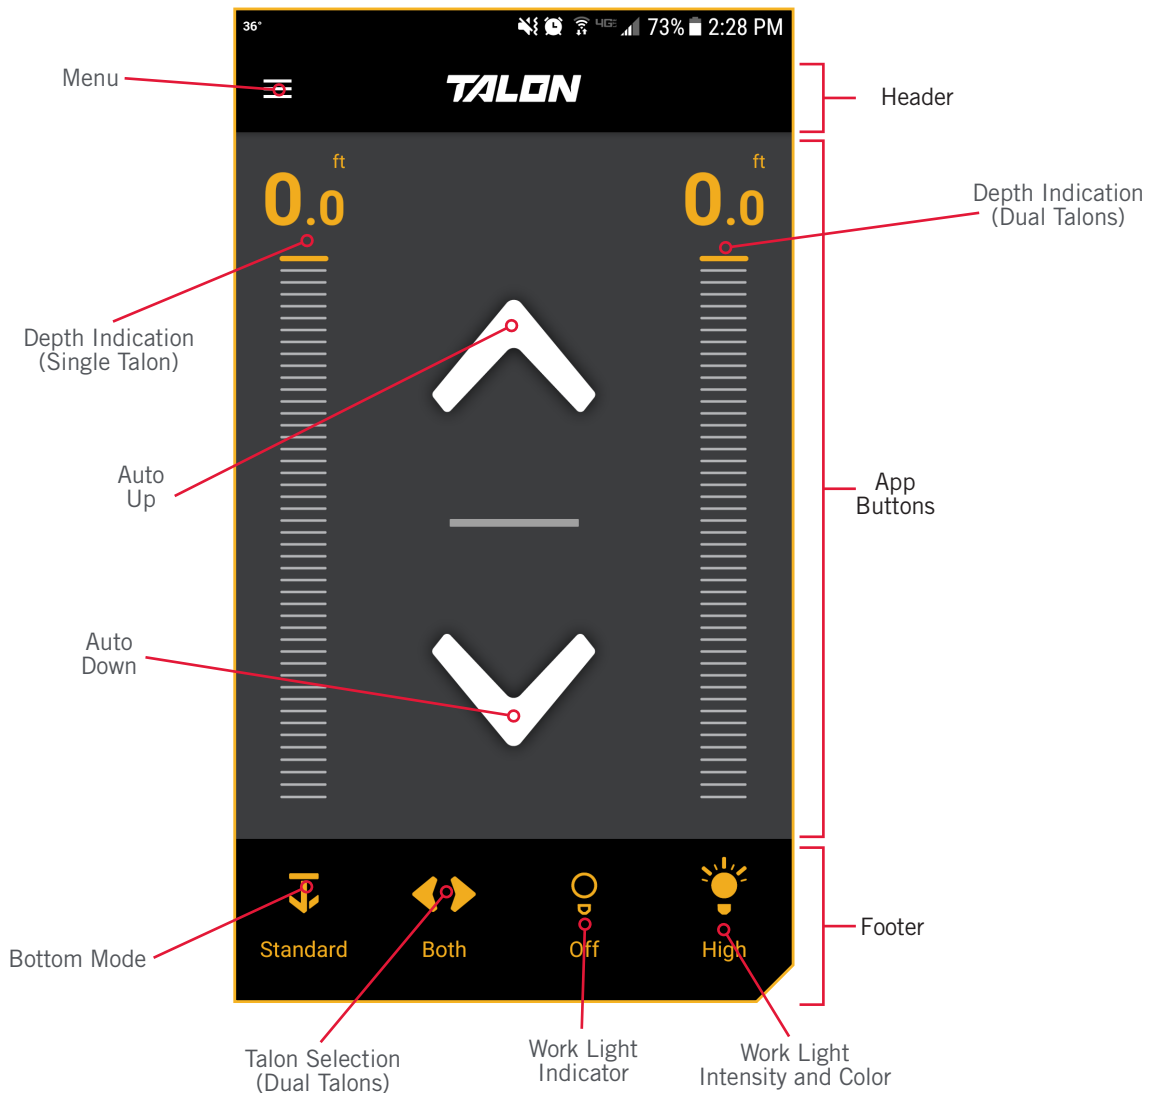 36°
4GE 73% 2:28 PM
Menu
TALON
Header
ft
0.0
ft
0.0
Depth Indication
(Dual Talons)
Depth Indication
(Single Talon)
Auto
Up
App
Buttons
Auto
Down
Standard
Both
Off
High
Footer
Bottom Mode
Talon Selection
(Dual Talons)
Work Light
Indicator
Work Light
Intensity and Color